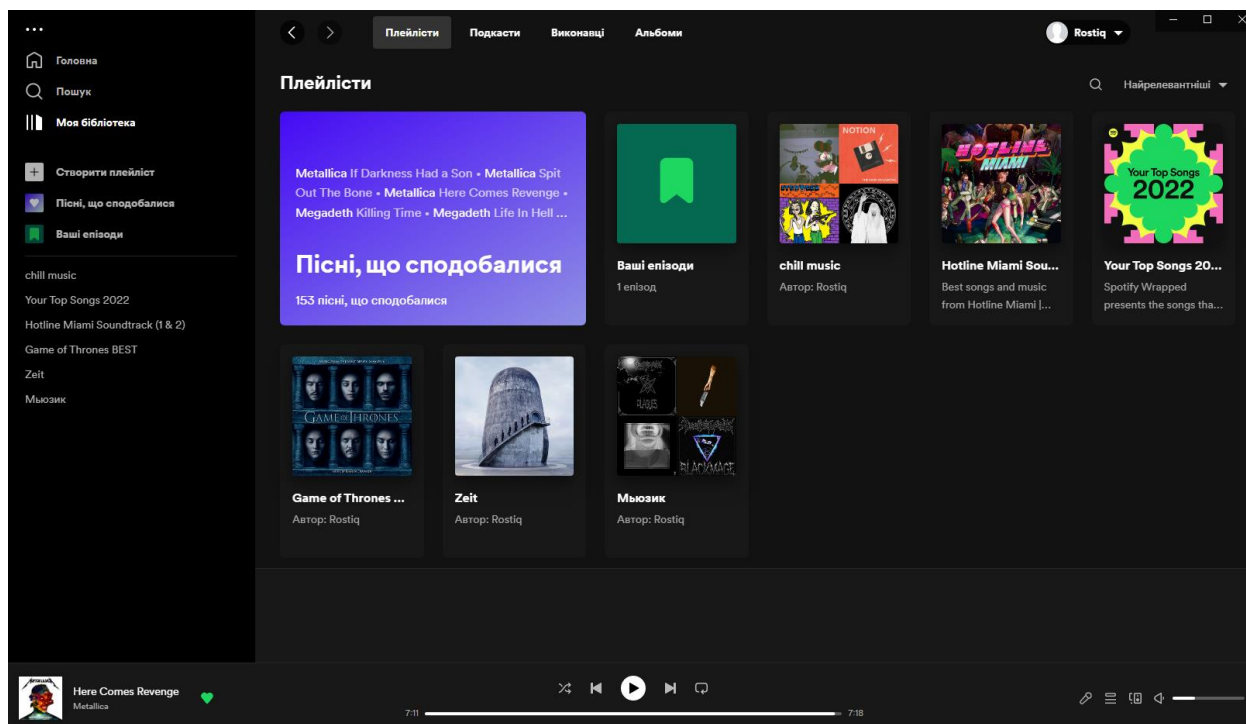 Головна
Пошук
Моя бібліотека
Створити плейліст
Пісні, що сподобалися
Ваші епізоди
chill music
Your Top Songs 2022
Hotline Miami Soundtrack (1 & 2)
Game of Thrones BEST
Zeit
Мьюзик
Плейлісти Подкасти Виконавці Альбоми
Rostiq
Плейлісти
Найрелевантніші
Metallica If Darkness Had a Son • Metallica Spit
Out The Bone • Metallica Here Comes Revenge •
Megadeth Killing Time • Megadeth Life In Hell ...
Пісні, що сподобалися
153 пісні, що сподобалися
Ваші епізоди
1 епізод
NOTION
chill music
Автор: Rostiq
HOTLINE
MIAMI
Hotline Miami Sou...
Best songs and music
from Hotline Miami |...
Your Top Songs
2022
Your Top Songs 20...
Spotify Wrapped
presents the songs tha...
GAME OF THRONES
Game of Thrones ...
Автор: Rostiq
Zeit
Автор: Rostiq
BLACKMAGE
Мьюзик
Автор: Rostiq
METALLICA
Here Comes Revenge
Metallica
7:11
7:18